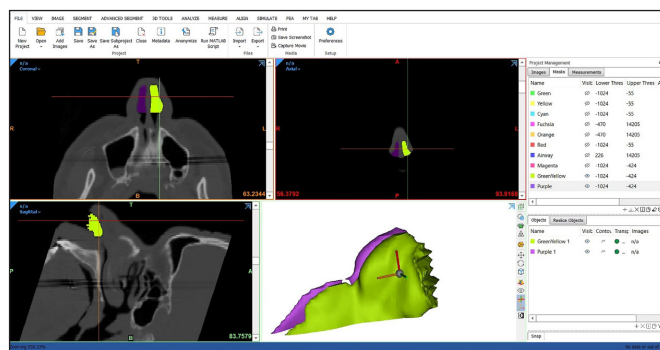 FILE VIEW IMAGE SEGMENT ADVANCED SEGMENT 3D TOOLS ANALYZE MEASURE ALIGN SIMULATE FEA MY TAB HELP
New Project Open Add Images Save Save As Save Subproject As Close Metadata Anonymize Run MATLAB Script Import Export Print Preferences
Save Screenshot
Capture Movie
Project Files Media Setup
n/a
Coronal
T
R
L
B
63.2344
n/a
Axial
A
R
L
P
56.3792
93.9168
n/a
Sagittal
T
P
A
B
83.7579
Project Management
Images Masks Measurements
Name Visib Lower Thres Upper Thres
Green -1024 -55
Yellow -1024 -55
Cyan -1024 -55
Fuchsia -470 14205
Orange -470 14205
Red -1024 -55
Airway 226 14205
Magenta -1024 -424
GreenYellow -1024 -424
Purple -1024 -424
Objects Reslice Objects
Name Visib Contou Transp Images
GreenYellow 1 n/a
Purple 1 n/a
Snap